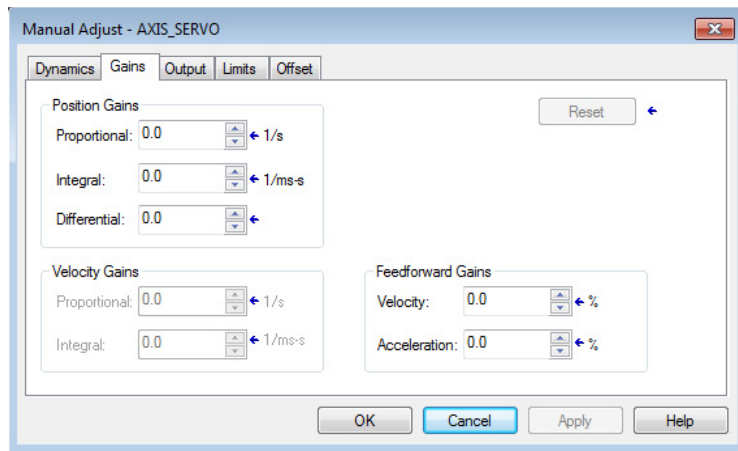 Manual Adjust - AXIS_SERVO
Dynamics Gains Output Limits Offset
Position Gains
Reset
Proportional: 0.0 1/s
Integral: 0.0 1/ms-s
Differential: 0.0
Velocity Gains
Proportional: 0.0 1/s
Integral: 0.0 1/ms-s
Feedforward Gains
Velocity: 0.0 %
Acceleration: 0.0 %
OK Cancel Apply Help